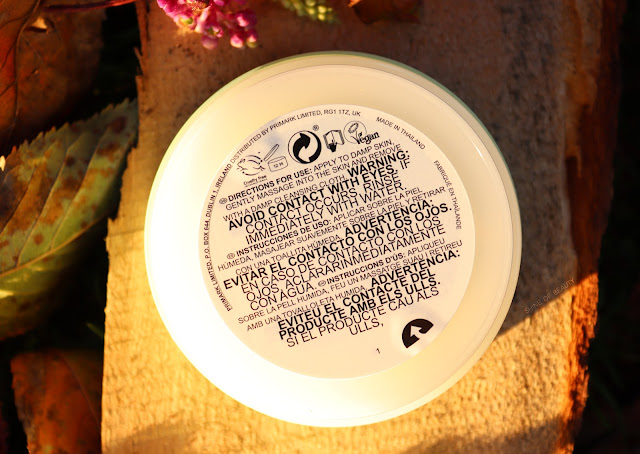 PRIMARK LIMITED, P.O. BOX 644, DUBLIN 1, IRELAND DISTRIBUTED BY PRIMARK LIMITED, RG1 1TZ, UK
MADE IN THAILAND
FABRIQUÉ EN THAÏLANDE
Cruelty free
12 M
Vegan
DIRECTIONS FOR USE: APPLY TO DAMP SKIN,
GENTLY MASSAGE INTO THE SKIN AND REMOVE
WITH A DAMP CLEANSING CLOTH. WARNING:
AVOID CONTACT WITH EYES. IF
CONTACT OCCURS, RINSE
IMMEDIATELY WITH WATER.
INSTRUCCIONES DE USO: APLICAR SOBRE LA PIEL
HÚMEDA, MASAJEAR SUAVEMENTE SOBRE LA PIEL Y RETIRAR
CON UNA TOALLITA HÚMEDA. ADVERTENCIA:
EVITAR EL CONTACTO CON LOS OJOS.
EN CASO DE CONTACTO CON LOS
OJOS, ACLARAR INMEDIATAMENTE
CON AGUA. INSTRUCCIONS D'ÚS: APLIQUEU
SOBRE LA PELL HUMIDA, FEU UN MASSATGE SUAU I RETIREU
AMB UNA TOVALLOLETA HUMIDA. ADVERTÈNCIA:
EVITEU EL CONTACTE DEL
PRODUCTE AMB ELS ULLS.
SI EL PRODUCTE CAU ALS
ULLS,
1